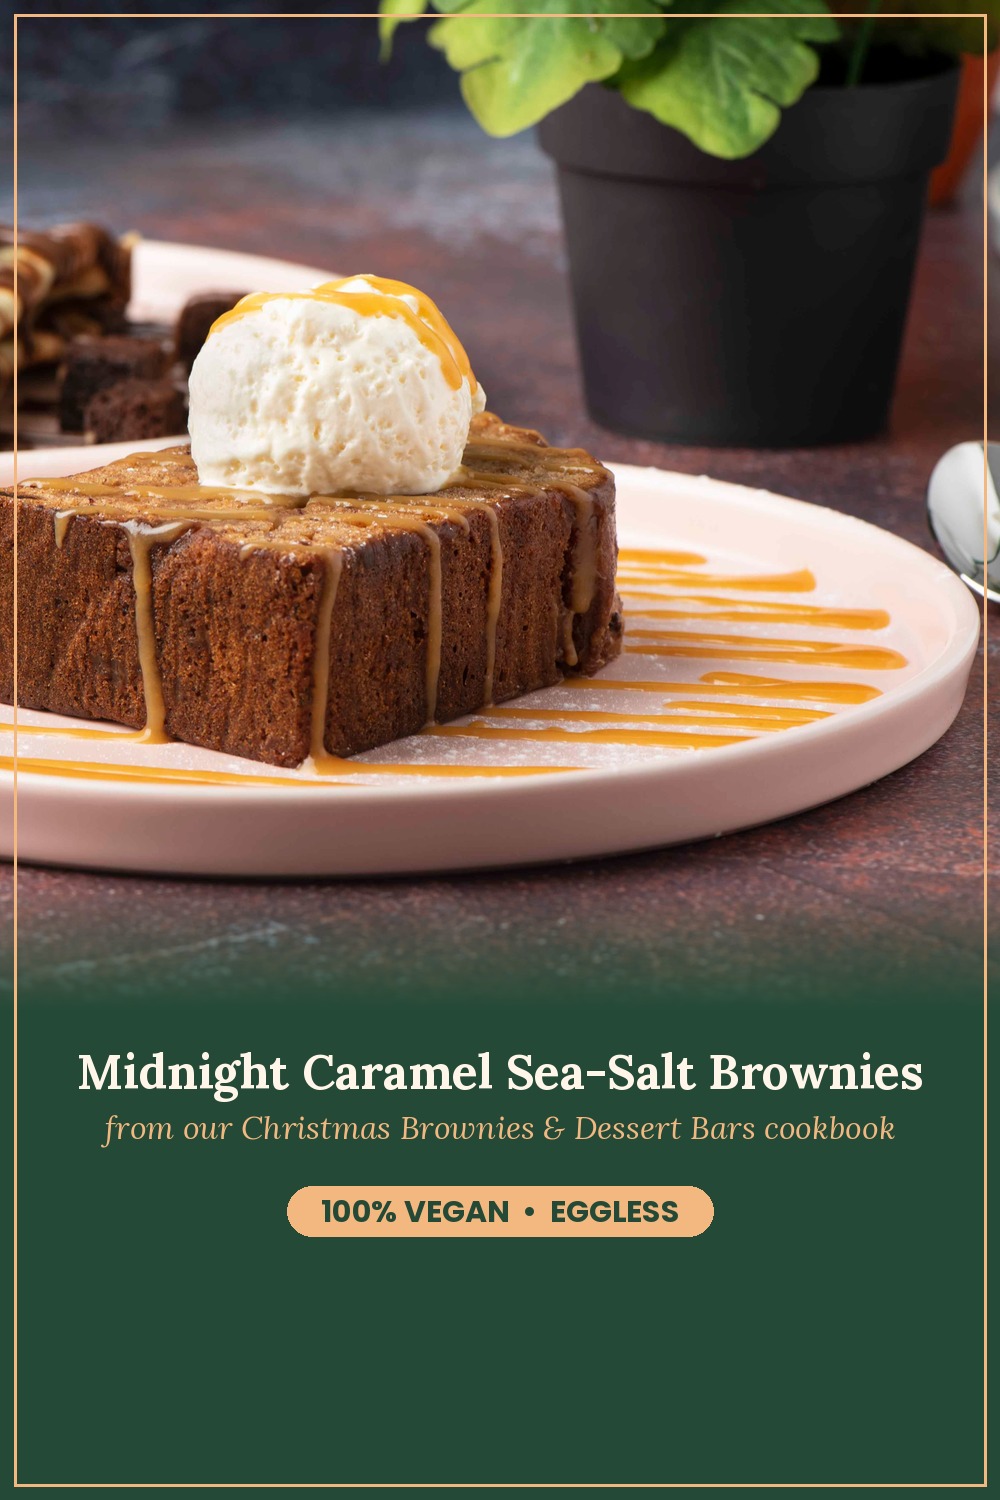 Midnight Caramel Sea-Salt Brownies
from our Christmas Brownies & Dessert Bars cookbook
100% VEGAN • EGGLESS